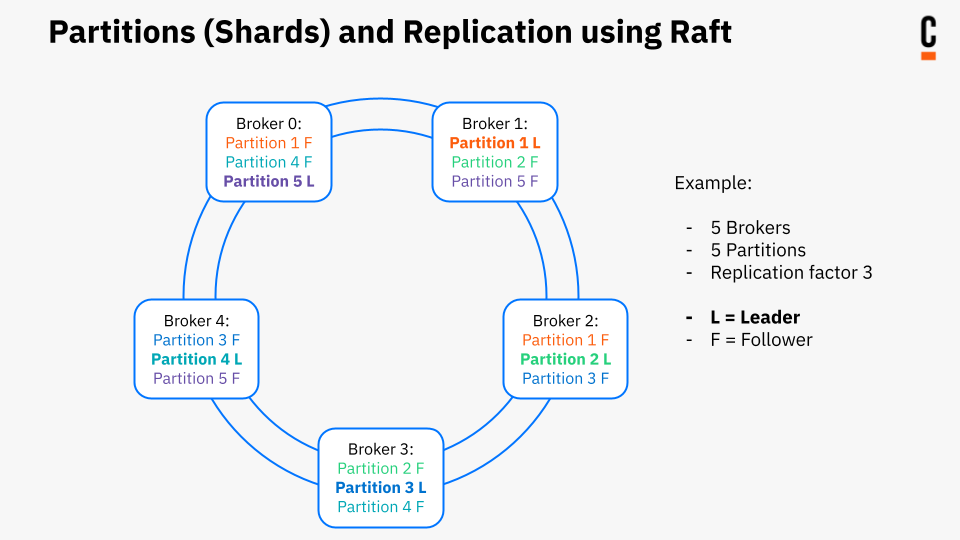 Partitions (Shards) and Replication using Raft
C
Broker 0:
Partition 1 F
Partition 4 F
Partition 5 L
Broker 1:
Partition 1 L
Partition 2 F
Partition 5 F
Broker 4:
Partition 3 F
Partition 4 L
Partition 5 F
Broker 2:
Partition 1 F
Partition 2 L
Partition 3 F
Broker 3:
Partition 2 F
Partition 3 L
Partition 4 F
Example:
- 5 Brokers
- 5 Partitions
- Replication factor 3
- L = Leader
- F = Follower